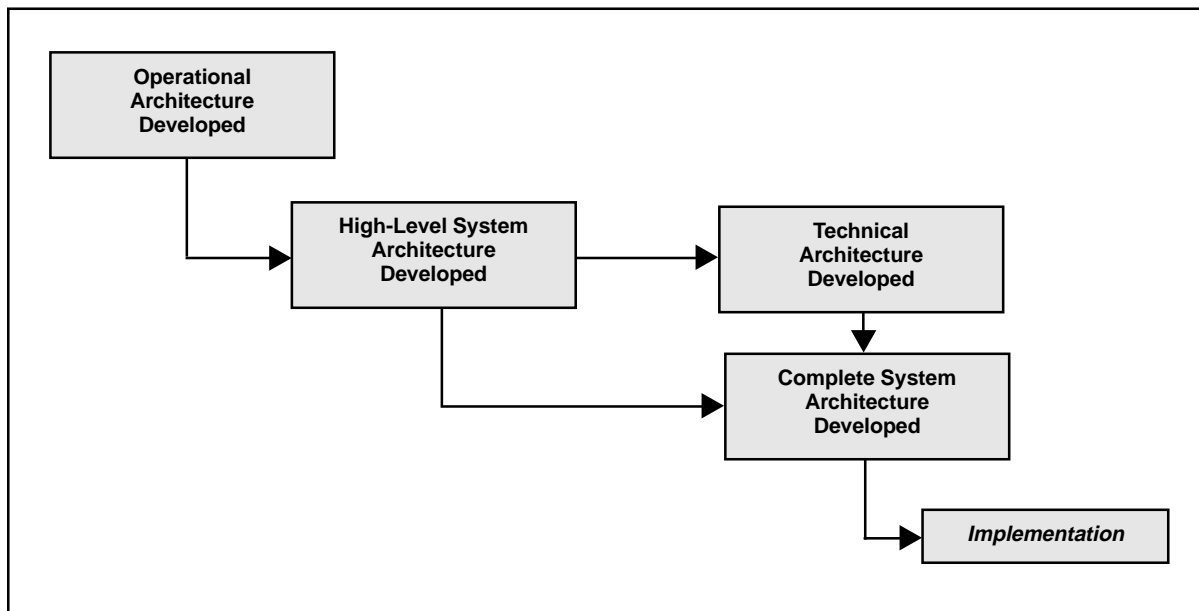 Operational
Architecture
Developed
High-Level System
Architecture
Developed
Technical
Architecture
Developed
Complete System
Architecture
Developed
Implementation